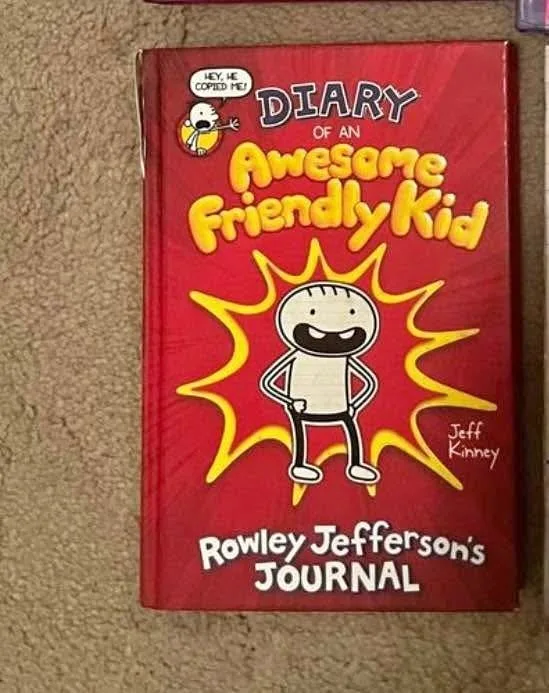 HEY, HE
COPIED ME!
DIARY
OF AN
Awesome
Friendly Kid
Jeff
Kinney
Rowley Jefferson's
JOURNAL